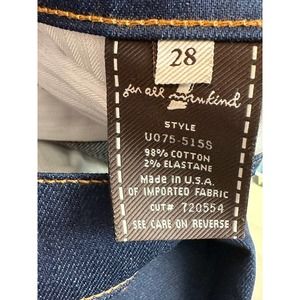 28
for all mankind
STYLE
U075-515S
98% COTTON
2% ELASTANE
Made in U.S.A.
OF IMPORTED FABRIC
CUT# 720554
SEE CARE ON REVERSE